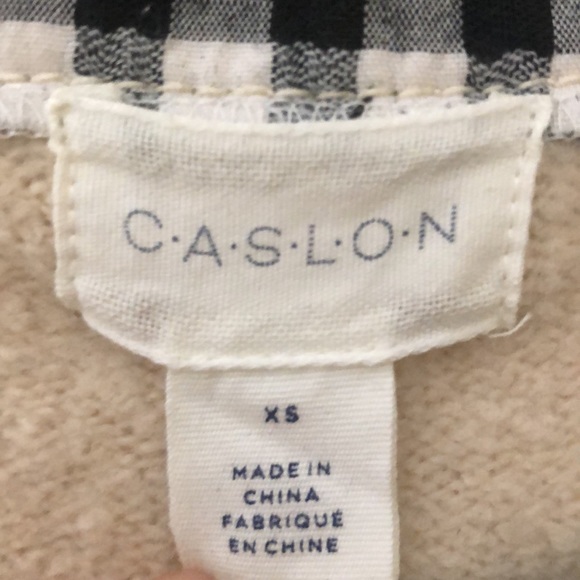 C·A·S·L·O·N
XS
MADE IN
CHINA
FABRIQUÉ
EN CHINE